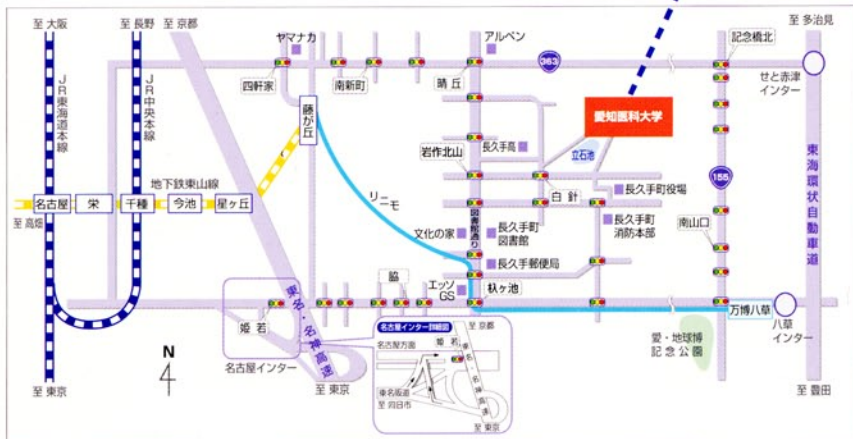 至 大阪
至 長野
至 京都
至 多治見
ヤマナカ
アルペン
記念橋北
363
四軒家
南新町
晴丘
せと赤津
インター
JR東海道本線
JR中央本線
藤が丘
愛知医科大学
長久手高
立石池
岩作北山
東海環状自動車道
155
地下鉄東山線
リニモ
白針
長久手町役場
名古屋
栄
千種
今池
星ヶ丘
至 高畑
図書館通り
文化の家
長久手町
図書館
長久手町
消防本部
南山口
長久手郵便局
脇
エッソ
GS
杁ヶ池
万博八草
八草
インター
姫若
東名・名神高速
名古屋インター
名古屋インター詳細図
至 京都
名古屋方面
姫若
東名・名神高速
東名阪道
至 四日市
至 東京
愛・地球博
記念公園
N
至 東京
至 東京
至 豊田